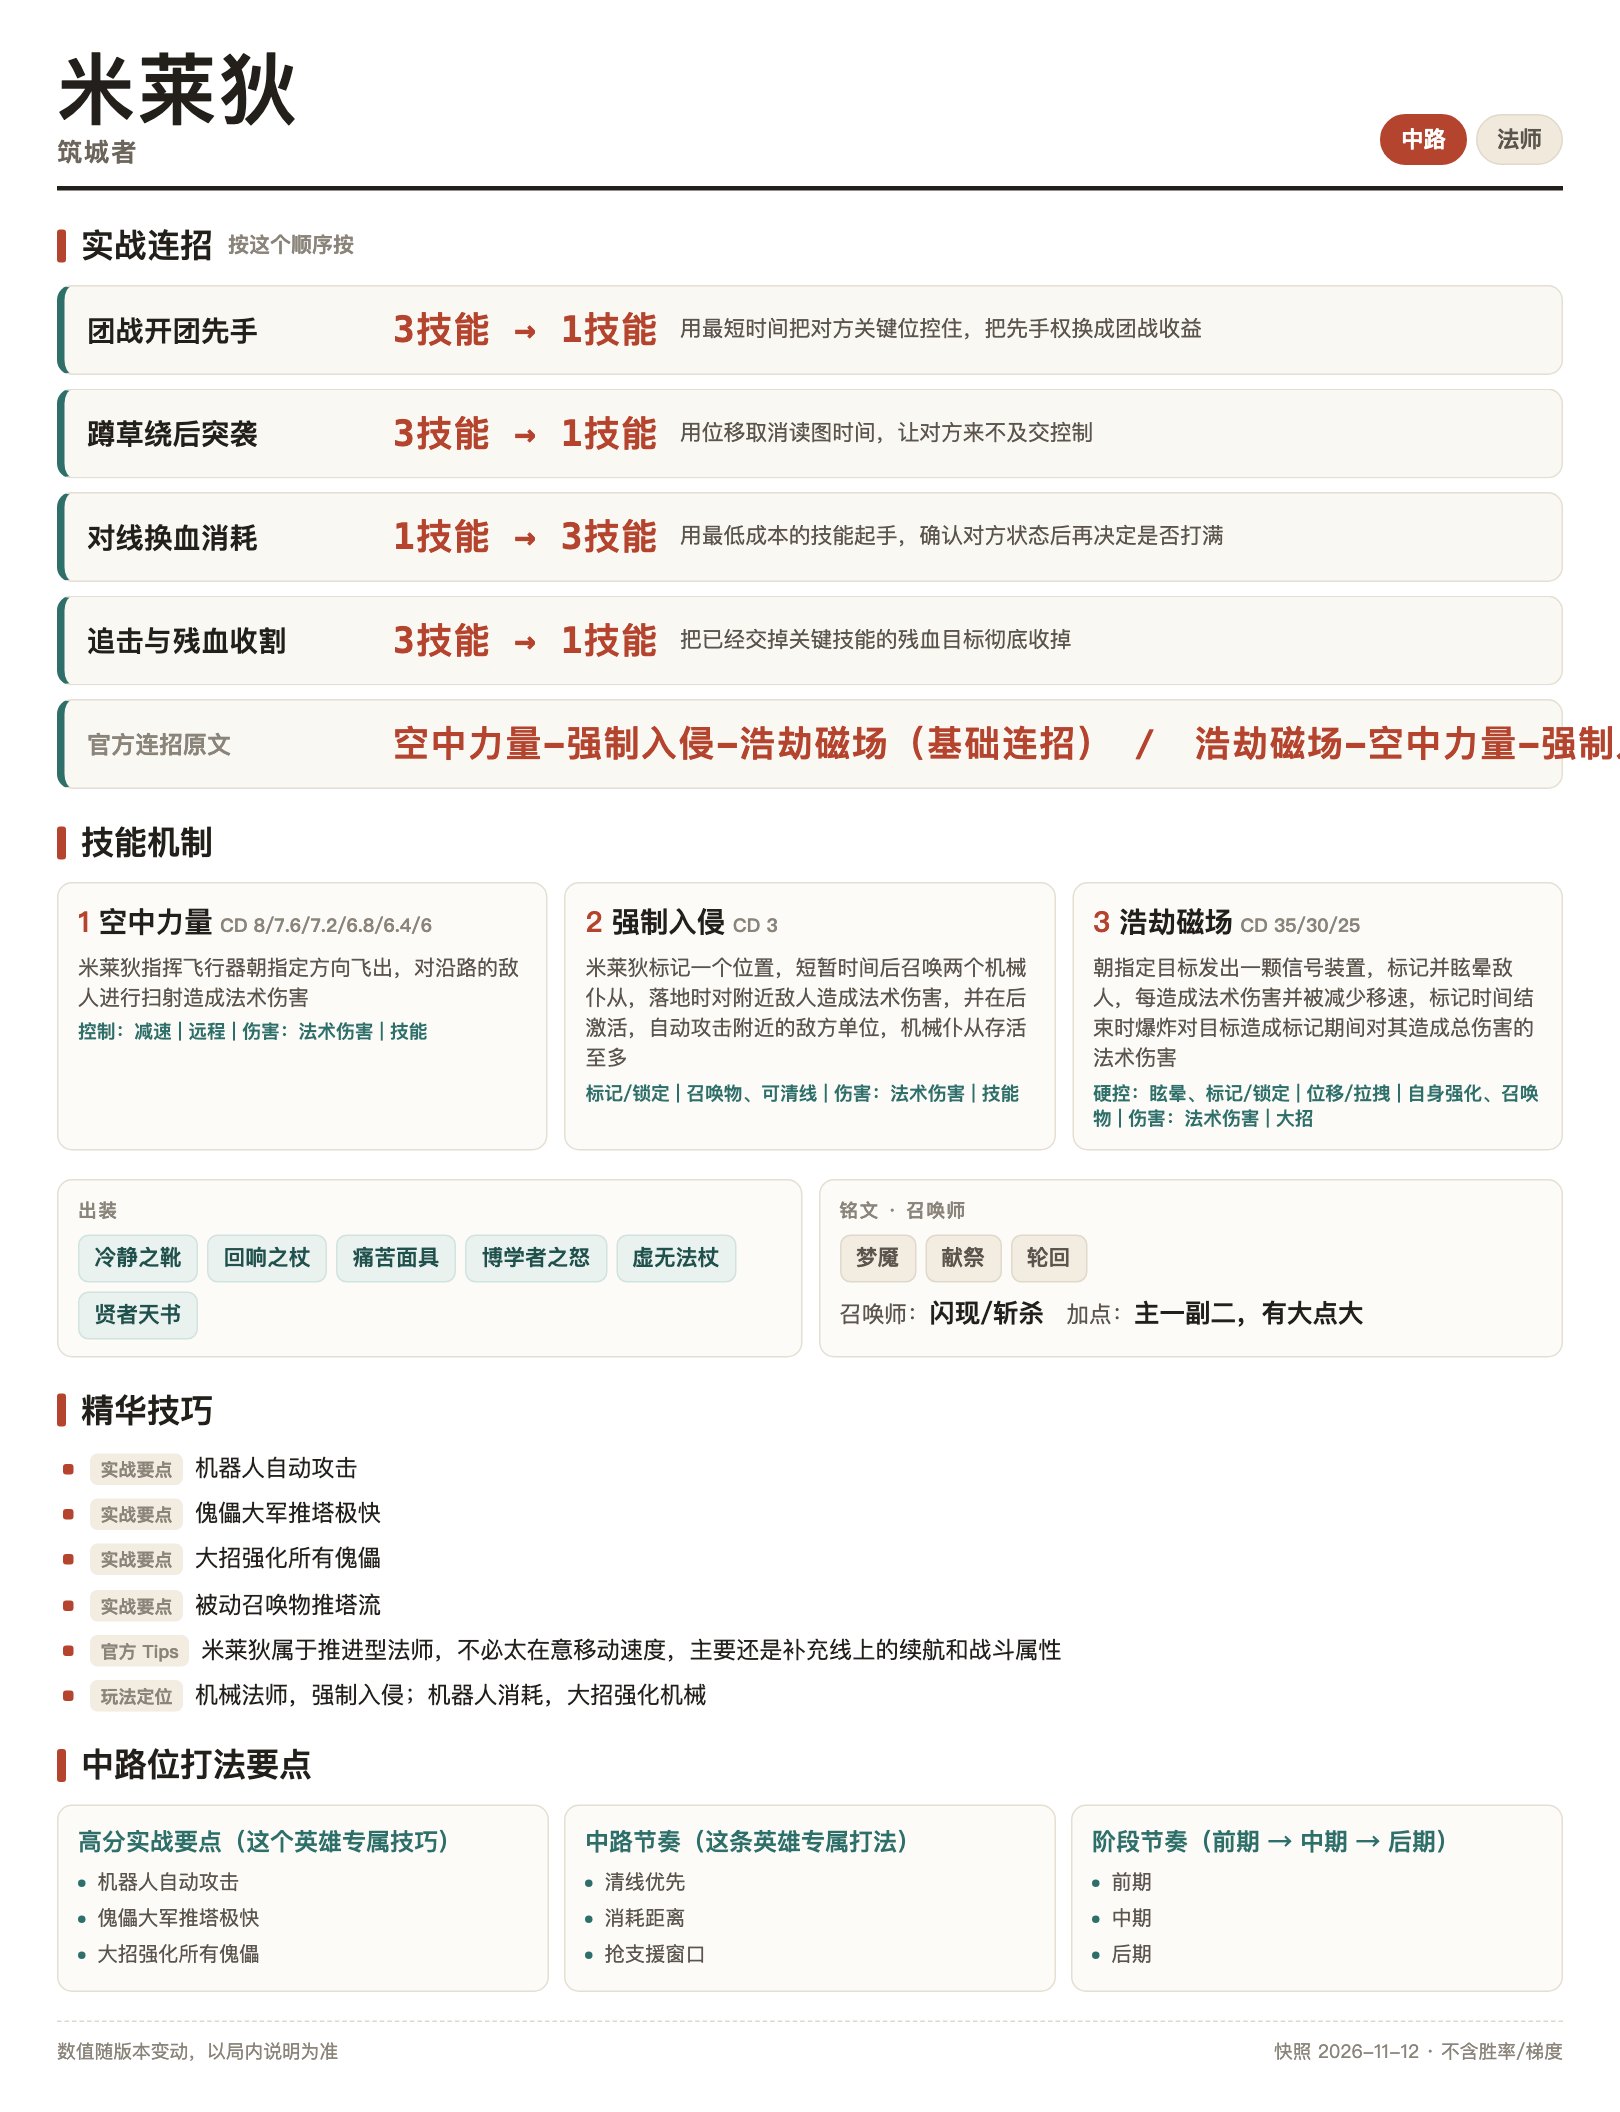 米莱狄
筑城者
中路 法师
实战连招 按这个顺序按
团战开团先手 3技能 → 1技能 用最短时间把对方关键位控住，把先手权换成团战收益
蹲草绕后突袭 3技能 → 1技能 用位移取消读图时间，让对方来不及交控制
对线换血消耗 1技能 → 3技能 用最低成本的技能起手，确认对方状态后再决定是否打满
追击与残血收割 3技能 → 1技能 把已经交掉关键技能的残血目标彻底收掉
官方连招原文 空中力量-强制入侵-浩劫磁场（基础连招） / 浩劫磁场-空中力量-强制
技能机制
1 空中力量 CD 8/7.6/7.2/6.8/6.4/6
米莱狄指挥飞行器朝指定方向飞出，对沿路的敌
人进行扫射造成法术伤害
控制：减速 | 远程 | 伤害：法术伤害 | 技能
2 强制入侵 CD 3
米莱狄标记一个位置，短暂时间后召唤两个机械
仆从，落地时对附近敌人造成法术伤害，并在后
激活，自动攻击附近的敌方单位，机械仆从存活
至多
标记/锁定 | 召唤物、可清线 | 伤害：法术伤害 | 技能
3 浩劫磁场 CD 35/30/25
朝指定目标发出一颗信号装置，标记并眩晕敌
人，每造成法术伤害并被减少移速，标记时间结
束时爆炸对目标造成标记期间对其造成总伤害的
法术伤害
硬控：眩晕、标记/锁定 | 位移/拉拽 | 自身强化、召唤
物 | 伤害：法术伤害 | 大招
出装
冷静之靴 回响之杖 痛苦面具 博学者之怒 虚无法杖
贤者天书
铭文 · 召唤师
梦魇 献祭 轮回
召唤师：闪现/斩杀 加点：主一副二，有大点大
精华技巧
实战要点 机器人自动攻击
实战要点 傀儡大军推塔极快
实战要点 大招强化所有傀儡
实战要点 被动召唤物推塔流
官方 Tips 米莱狄属于推进型法师，不必太在意移动速度，主要还是补充线上的续航和战斗属性
玩法定位 机械法师，强制入侵；机器人消耗，大招强化机械
中路位打法要点
高分实战要点（这个英雄专属技巧）
机器人自动攻击
傀儡大军推塔极快
大招强化所有傀儡
中路节奏（这条英雄专属打法）
清线优先
消耗距离
抢支援窗口
阶段节奏（前期 → 中期 → 后期）
前期
中期
后期
数值随版本变动，以局内说明为准
快照 2026-11-12 · 不含胜率/梯度